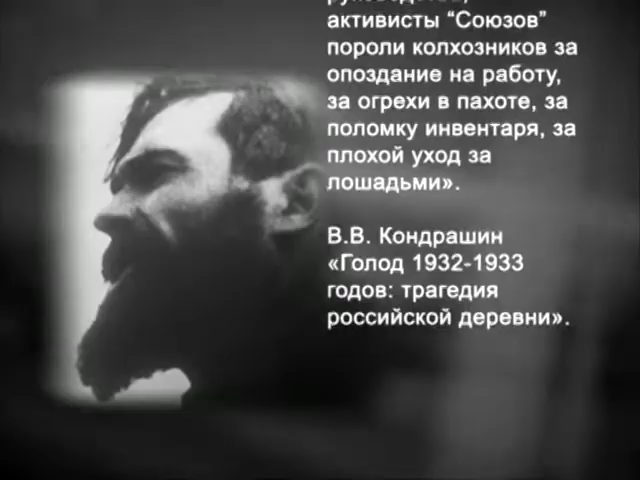 активисты “Союзов”
пороли колхозников за
опоздание на работу,
за огрехи в пахоте, за
поломку инвентаря, за
плохой уход за
лошадьми».
В.В. Кондрашин
«Голод 1932-1933
годов: трагедия
российской деревни».